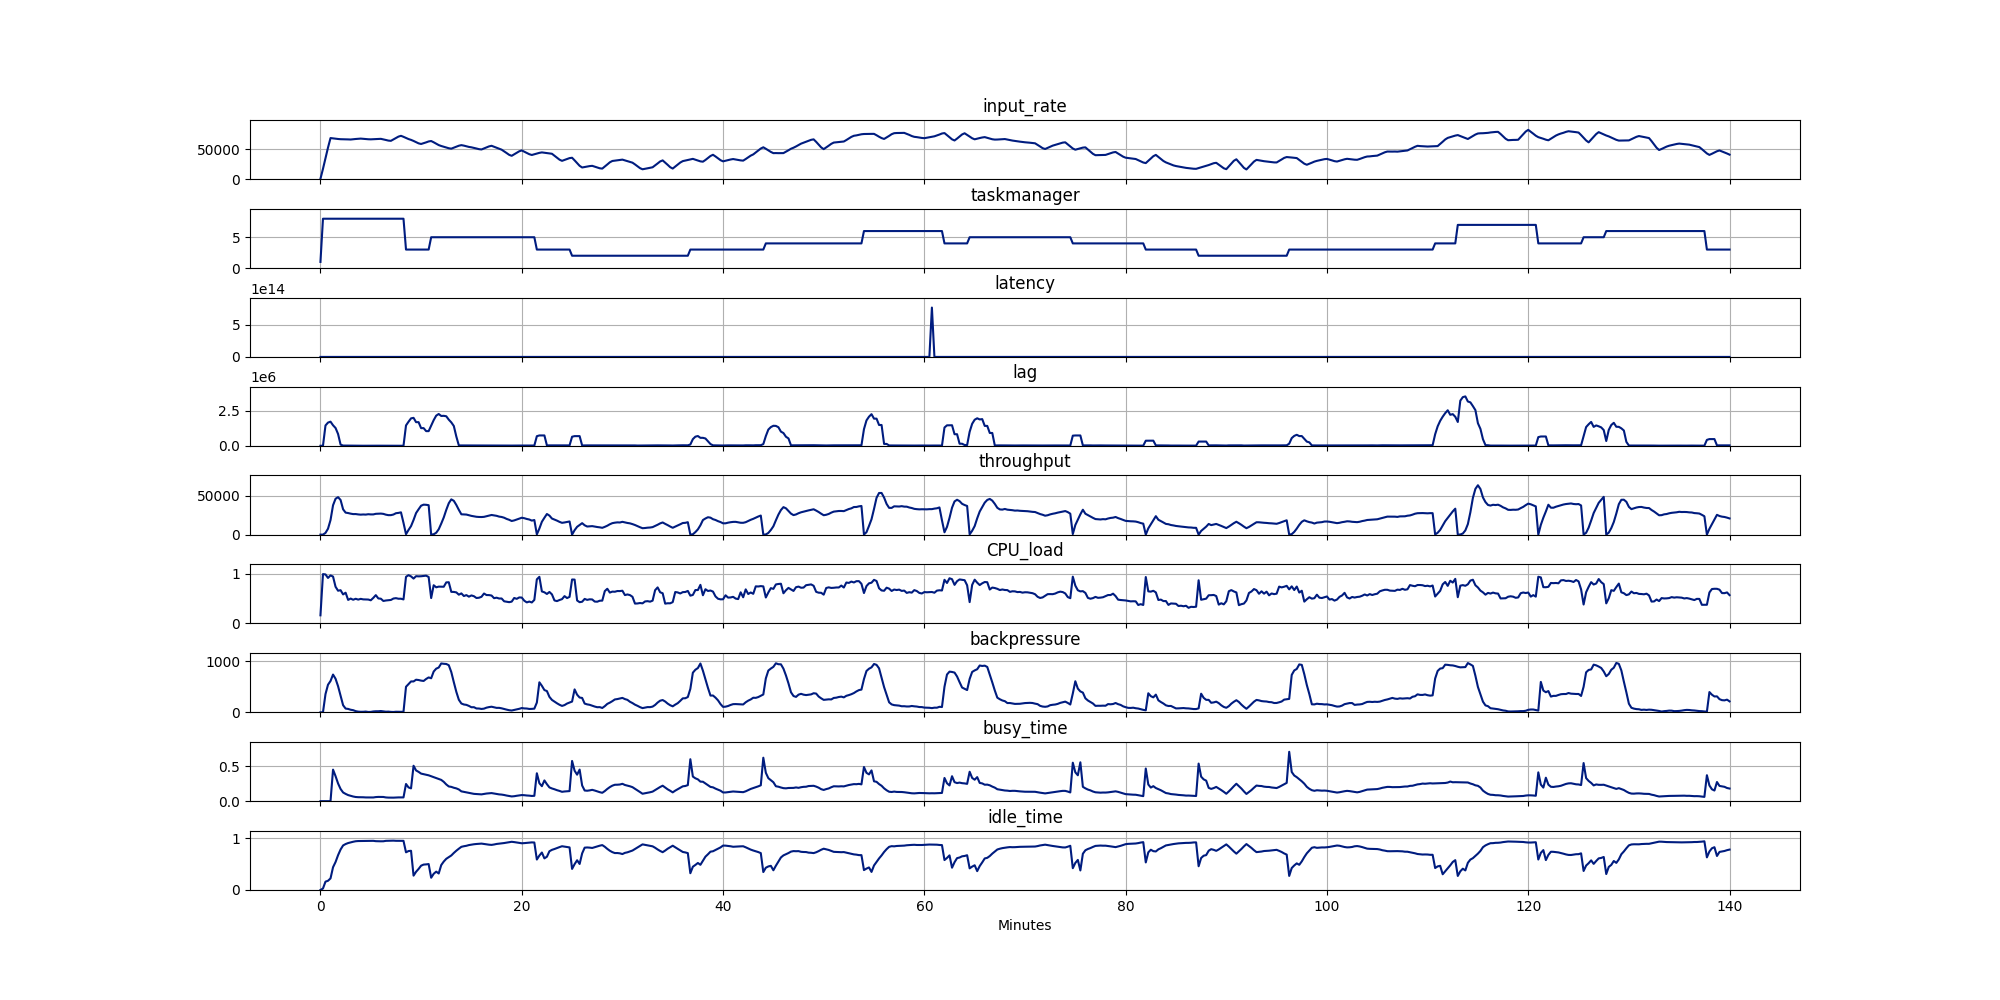 input_rate
50000
0
taskmanager
5
0
1e14
latency
5
0
1e6
lag
2.5
0.0
throughput
50000
0
CPU_load
1
0
backpressure
1000
0
busy_time
0.5
0.0
idle_time
1
0
0 20 40 60 80 100 120 140
Minutes